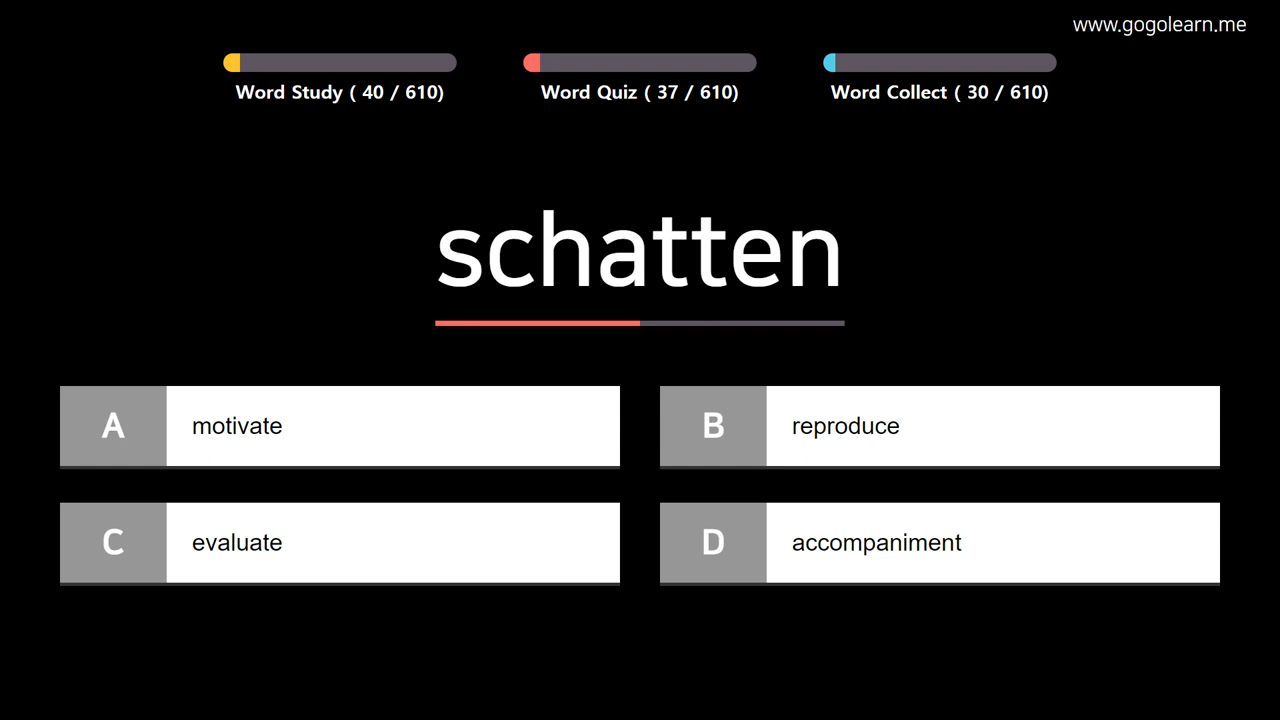 www.gogolearn.me
Word Study ( 40 / 610)
Word Quiz ( 37 / 610)
Word Collect ( 30 / 610)
schatten
A motivate
B reproduce
C evaluate
D accompaniment